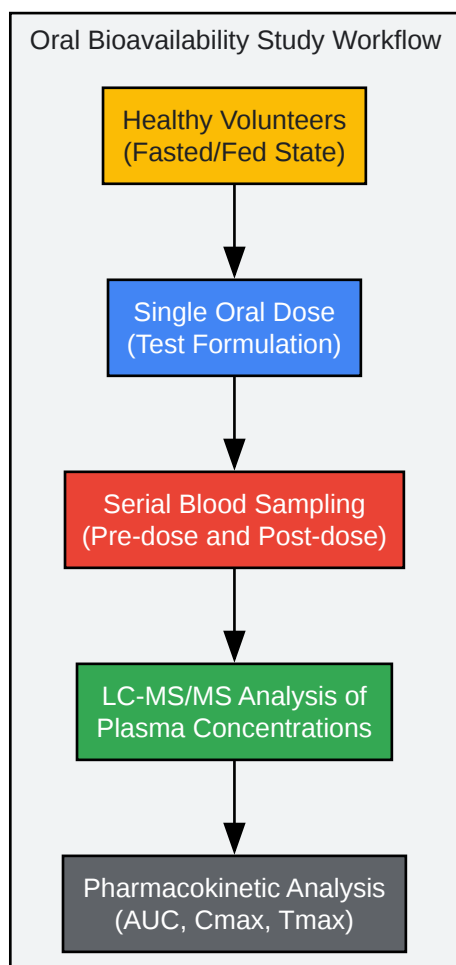 Oral Bioavailability Study Workflow
Healthy Volunteers
(Fasted/Fed State)
Single Oral Dose
(Test Formulation)
Serial Blood Sampling
(Pre-dose and Post-dose)
LC-MS/MS Analysis of
Plasma Concentrations
Pharmacokinetic Analysis
(AUC, Cmax, Tmax)